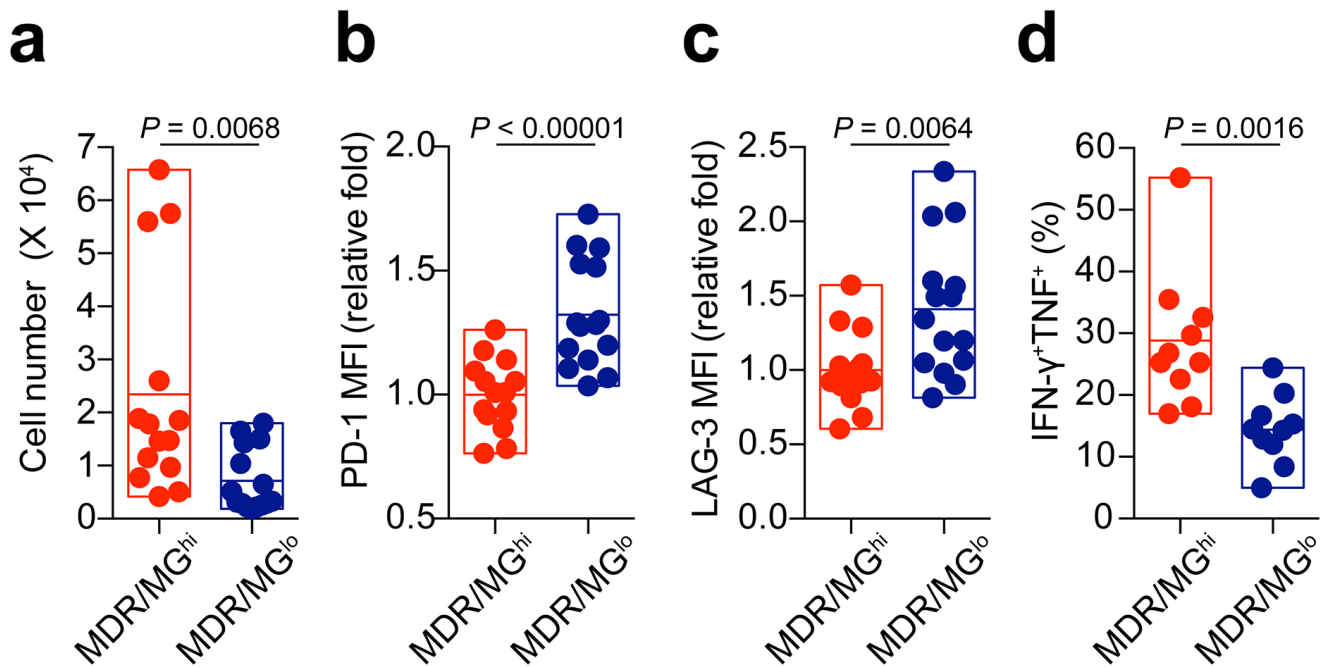 a
b
c
d
P = 0.0068
P < 0.00001
P = 0.0064
P = 0.0016
Cell number (X 10⁴)
7
6
5
4
3
2
1
0
MDR/MGʰⁱ
MDR/MGˡᵒ
PD-1 MFI (relative fold)
2.0
1.5
1.0
0.5
MDR/MGʰⁱ
MDR/MGˡᵒ
LAG-3 MFI (relative fold)
2.5
2.0
1.5
1.0
0.5
0.0
MDR/MGʰⁱ
MDR/MGˡᵒ
IFN-γ⁺TNF⁺ (%)
60
50
40
30
20
10
0
MDR/MGʰⁱ
MDR/MGˡᵒ